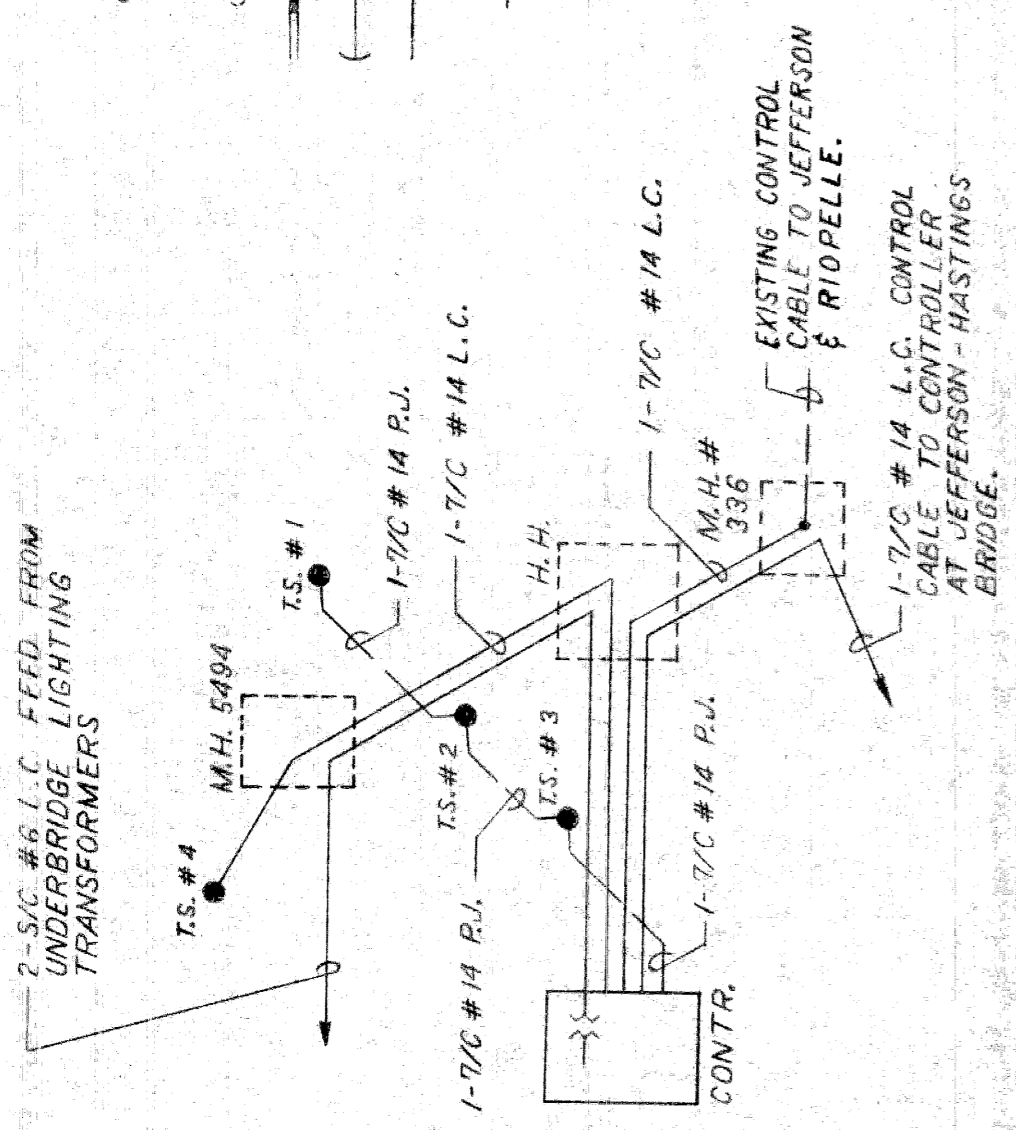 2-S/C #6 L.C. FEED FROM
UNDERBRIDGE LIGHTING
TRANSFORMERS
T.S. #4
M.H. 5494
T.S. #1
1-7/C #14 P.J.
1-7/C #14 L.C.
T.S. #2
T.S. #3
1-7/C #14 P.J.
H.H.
1-7/C #14 L.C.
M.H. #
336
EXISTING CONTROL
CABLE TO JEFFERSON
& RIOPELLE.
1-7/C #14 P.J.
CONTR.
1-7/C #14 L.C. CONTROL
CABLE TO CONTROLLER
AT JEFFERSON-HASTINGS
BRIDGE.